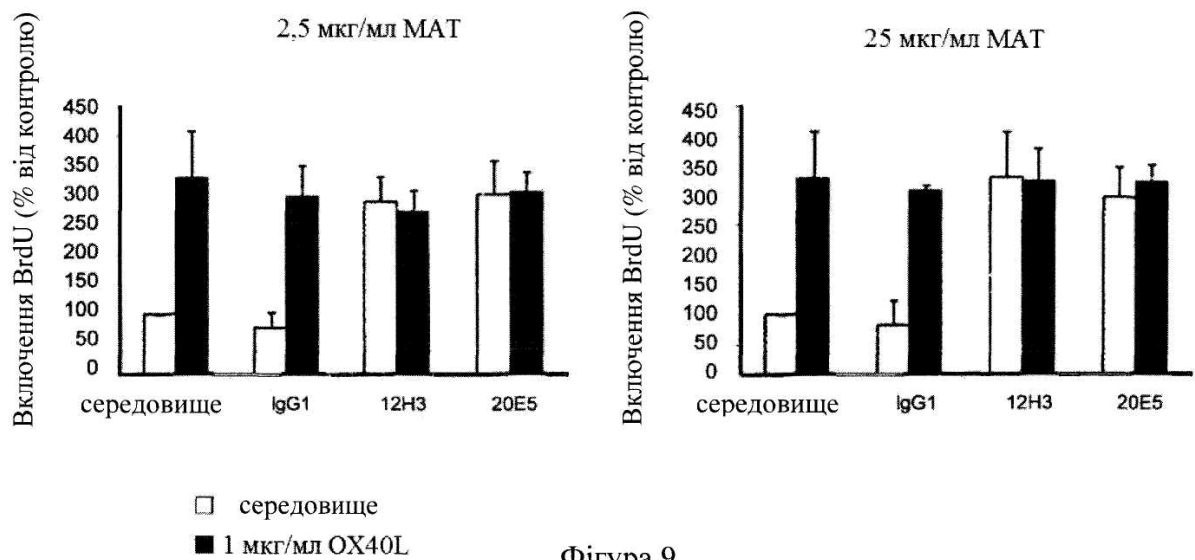 2,5 мкг/мл МАТ
Включення BrdU (% від контролю)
450
400
350
300
250
200
150
100
50
0
середовище IgG1 12H3 20E5
25 мкг/мл МАТ
Включення BrdU (% від контролю)
450
400
350
300
250
200
150
100
50
0
середовище IgG1 12H3 20E5
середовище
1 мкг/мл OX40L
Фігура 9